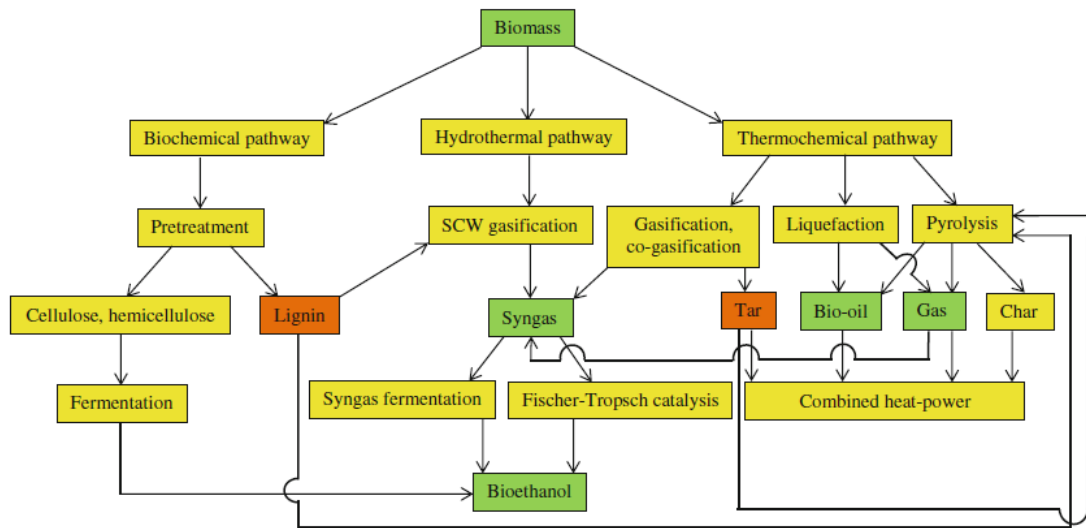 Biomass
Biochemical pathway
Hydrothermal pathway
Thermochemical pathway
Pretreatment
SCW gasification
Gasification,
co-gasification
Liquefaction
Pyrolysis
Cellulose, hemicellulose
Lignin
Syngas
Tar
Bio-oil
Gas
Char
Fermentation
Syngas fermentation
Fischer-Tropsch catalysis
Combined heat-power
Bioethanol